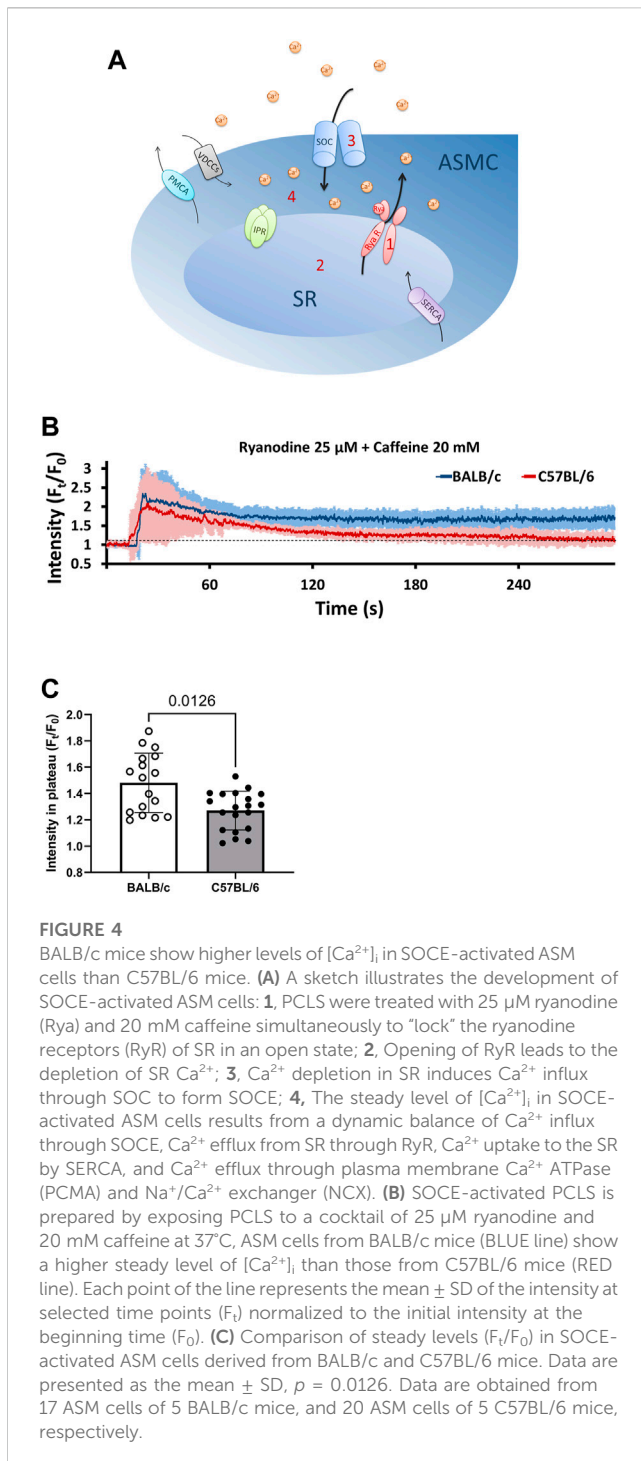 A
Ca²⁺
Ca²⁺
Ca²⁺
Ca²⁺
Ca²⁺
Ca²⁺
Ca²⁺
VDCCs
PMCA
SOC
3
ASMC
Ca²⁺
Ca²⁺
Ca²⁺
Ca²⁺
Ca²⁺
Ca²⁺
4
Rya
IPR
Rya R
1
2
SR
SERCA
B
Ryanodine 25 µM + Caffeine 20 mM
BALB/c
C57BL/6
Intensity (Fₜ/F₀)
3
2.5
2
1.5
1
0.5
60
120
180
240
Time (s)
C
0.0126
Intensity in plateau (Fₜ/F₀)
2.0
1.8
1.6
1.4
1.2
1.0
0.8
BALB/c
C57BL/6
FIGURE 4
BALB/c mice show higher levels of [Ca²⁺]ᵢ in SOCE-activated ASM
cells than C57BL/6 mice. (A) A sketch illustrates the development of
SOCE-activated ASM cells: 1, PCLS were treated with 25 µM ryanodine
(Rya) and 20 mM caffeine simultaneously to “lock” the ryanodine
receptors (RyR) of SR in an open state; 2, Opening of RyR leads to the
depletion of SR Ca²⁺; 3, Ca²⁺ depletion in SR induces Ca²⁺ influx
through SOC to form SOCE; 4, The steady level of [Ca²⁺]ᵢ in SOCE-
activated ASM cells results from a dynamic balance of Ca²⁺ influx
through SOCE, Ca²⁺ efflux from SR through RyR, Ca²⁺ uptake to the SR
by SERCA, and Ca²⁺ efflux through plasma membrane Ca²⁺ ATPase
(PCMA) and Na⁺/Ca²⁺ exchanger (NCX). (B) SOCE-activated PCLS is
prepared by exposing PCLS to a cocktail of 25 µM ryanodine and
20 mM caffeine at 37°C, ASM cells from BALB/c mice (BLUE line) show
a higher steady level of [Ca²⁺]ᵢ than those from C57BL/6 mice (RED
line). Each point of the line represents the mean ± SD of the intensity at
selected time points (Fₜ) normalized to the initial intensity at the
beginning time (F₀). (C) Comparison of steady levels (Fₜ/F₀) in SOCE-
activated ASM cells derived from BALB/c and C57BL/6 mice. Data are
presented as the mean ± SD, p = 0.0126. Data are obtained from
17 ASM cells of 5 BALB/c mice, and 20 ASM cells of 5 C57BL/6 mice,
respectively.